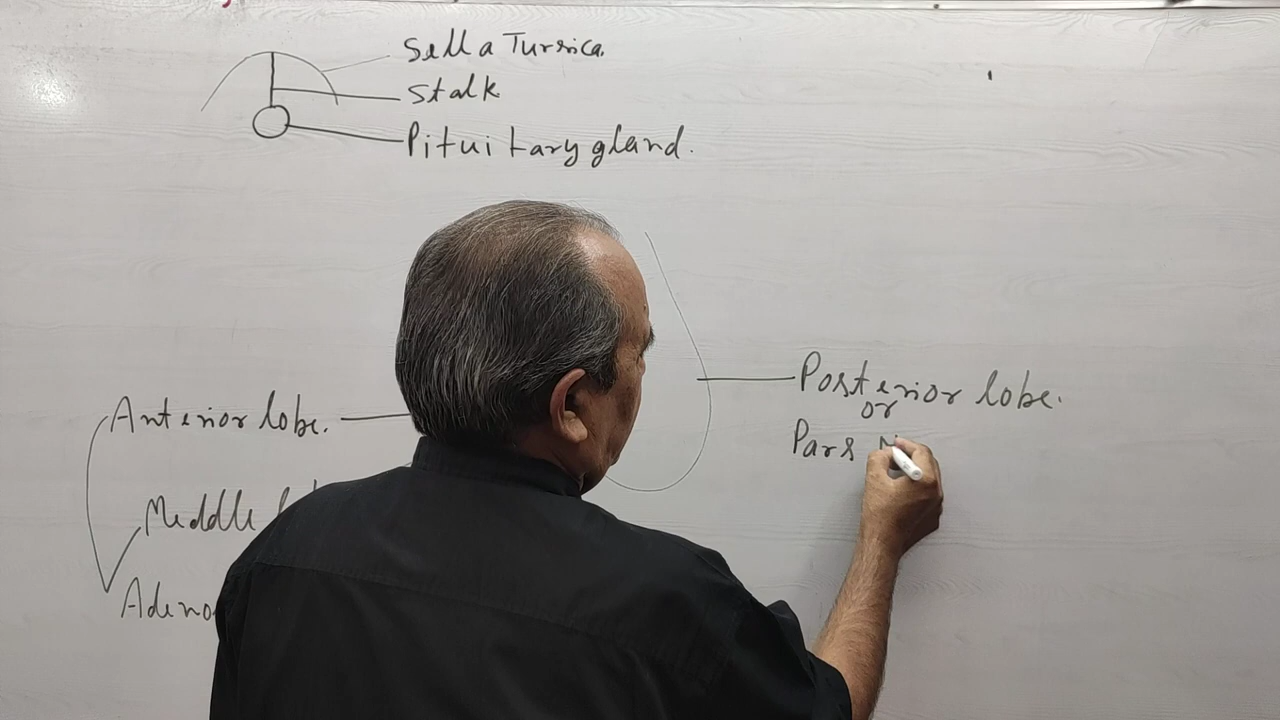 Sella Tursica.
Stalk
Pituitary gland.
Posterior lobe.
or
Pars
Anterior lobe.
Middle